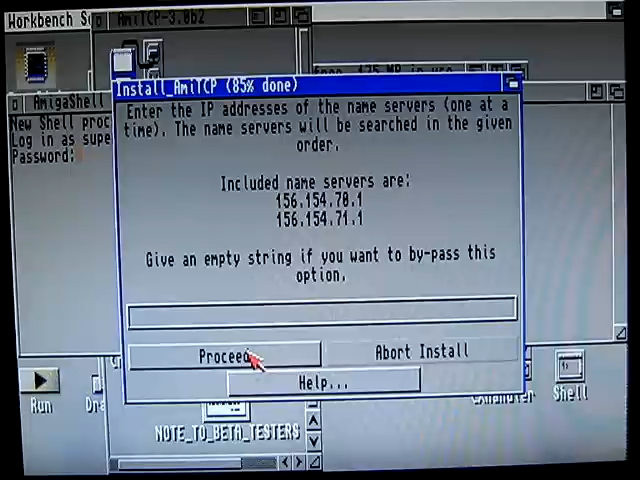 Workbench Sc
AmiTCP-3.0b2
Install_AmiTCP (85% done)
AmigaShell
New Shell proc
Log in as supe
Password:
Enter the IP addresses of the name servers (one at a
time). The name servers will be searched in the given
order.
Included name servers are:
156.154.70.1
156.154.71.1
Give an empty string if you want to by-pass this
option.
Proceed
Abort Install
Help...
Run
Dra
NOTE_TO_BETA_TESTERS
Shell